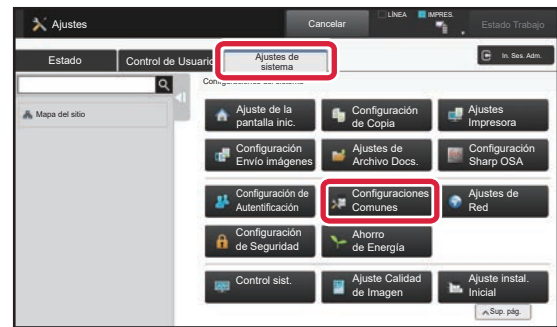 Ajustes
Cancelar
LÍNEA
IMPRES.
Estado Trabajo
Estado
Control de Usuario
Ajustes de
sistema
In. Ses. Adm.
Mapa del sitio
Ajuste de la
pantalla inic.
Configuración
de Copia
Ajustes
Impresora
Configuración
Envío imágenes
Ajustes de
Archivo Docs.
Configuración
Sharp OSA
Configuración de
Autentificación
Configuraciones
Comunes
Ajustes de
Red
Configuración
de Seguridad
Ahorro
de Energía
Control sist.
Ajuste Calidad
de Imagen
Ajuste instal.
Inicial
Sup. pág.